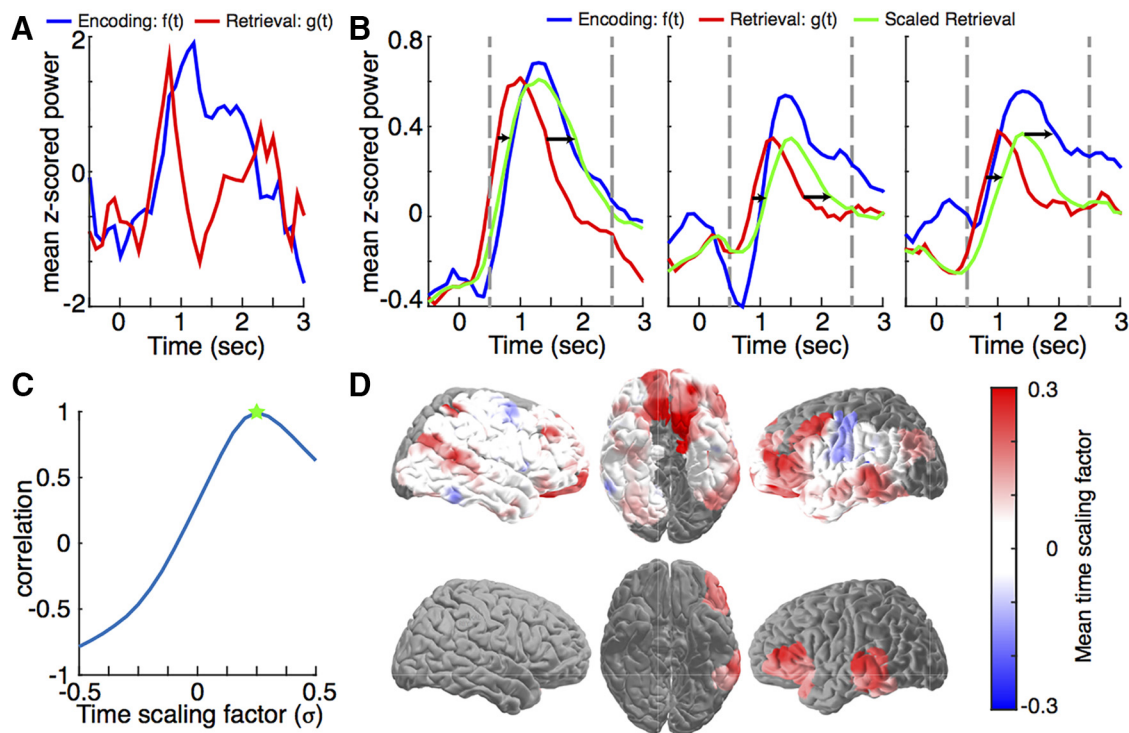 A
Encoding: f(t) Retrieval: g(t)
mean z-scored power
2
0
-2
0 1 2 3
Time (sec)
B
Encoding: f(t) Retrieval: g(t) Scaled Retrieval
mean z-scored power
0.8
0.4
0
-0.4
0 1 2 3
Time (sec)
0 1 2 3
Time (sec)
0 1 2 3
Time (sec)
C
correlation
1
0.5
0
-0.5
-1
-0.5 0 0.5
Time scaling factor (σ)
D
0.3
0
-0.3
Mean time scaling factor